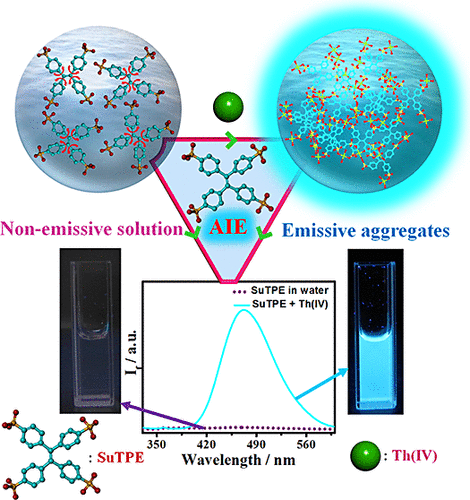 Non-emissive solution
AIE
Emissive aggregates
SuTPE in water
SuTPE + Th(IV)
If / a.u.
350 420 490 560
Wavelength / nm
: SuTPE
: Th(IV)